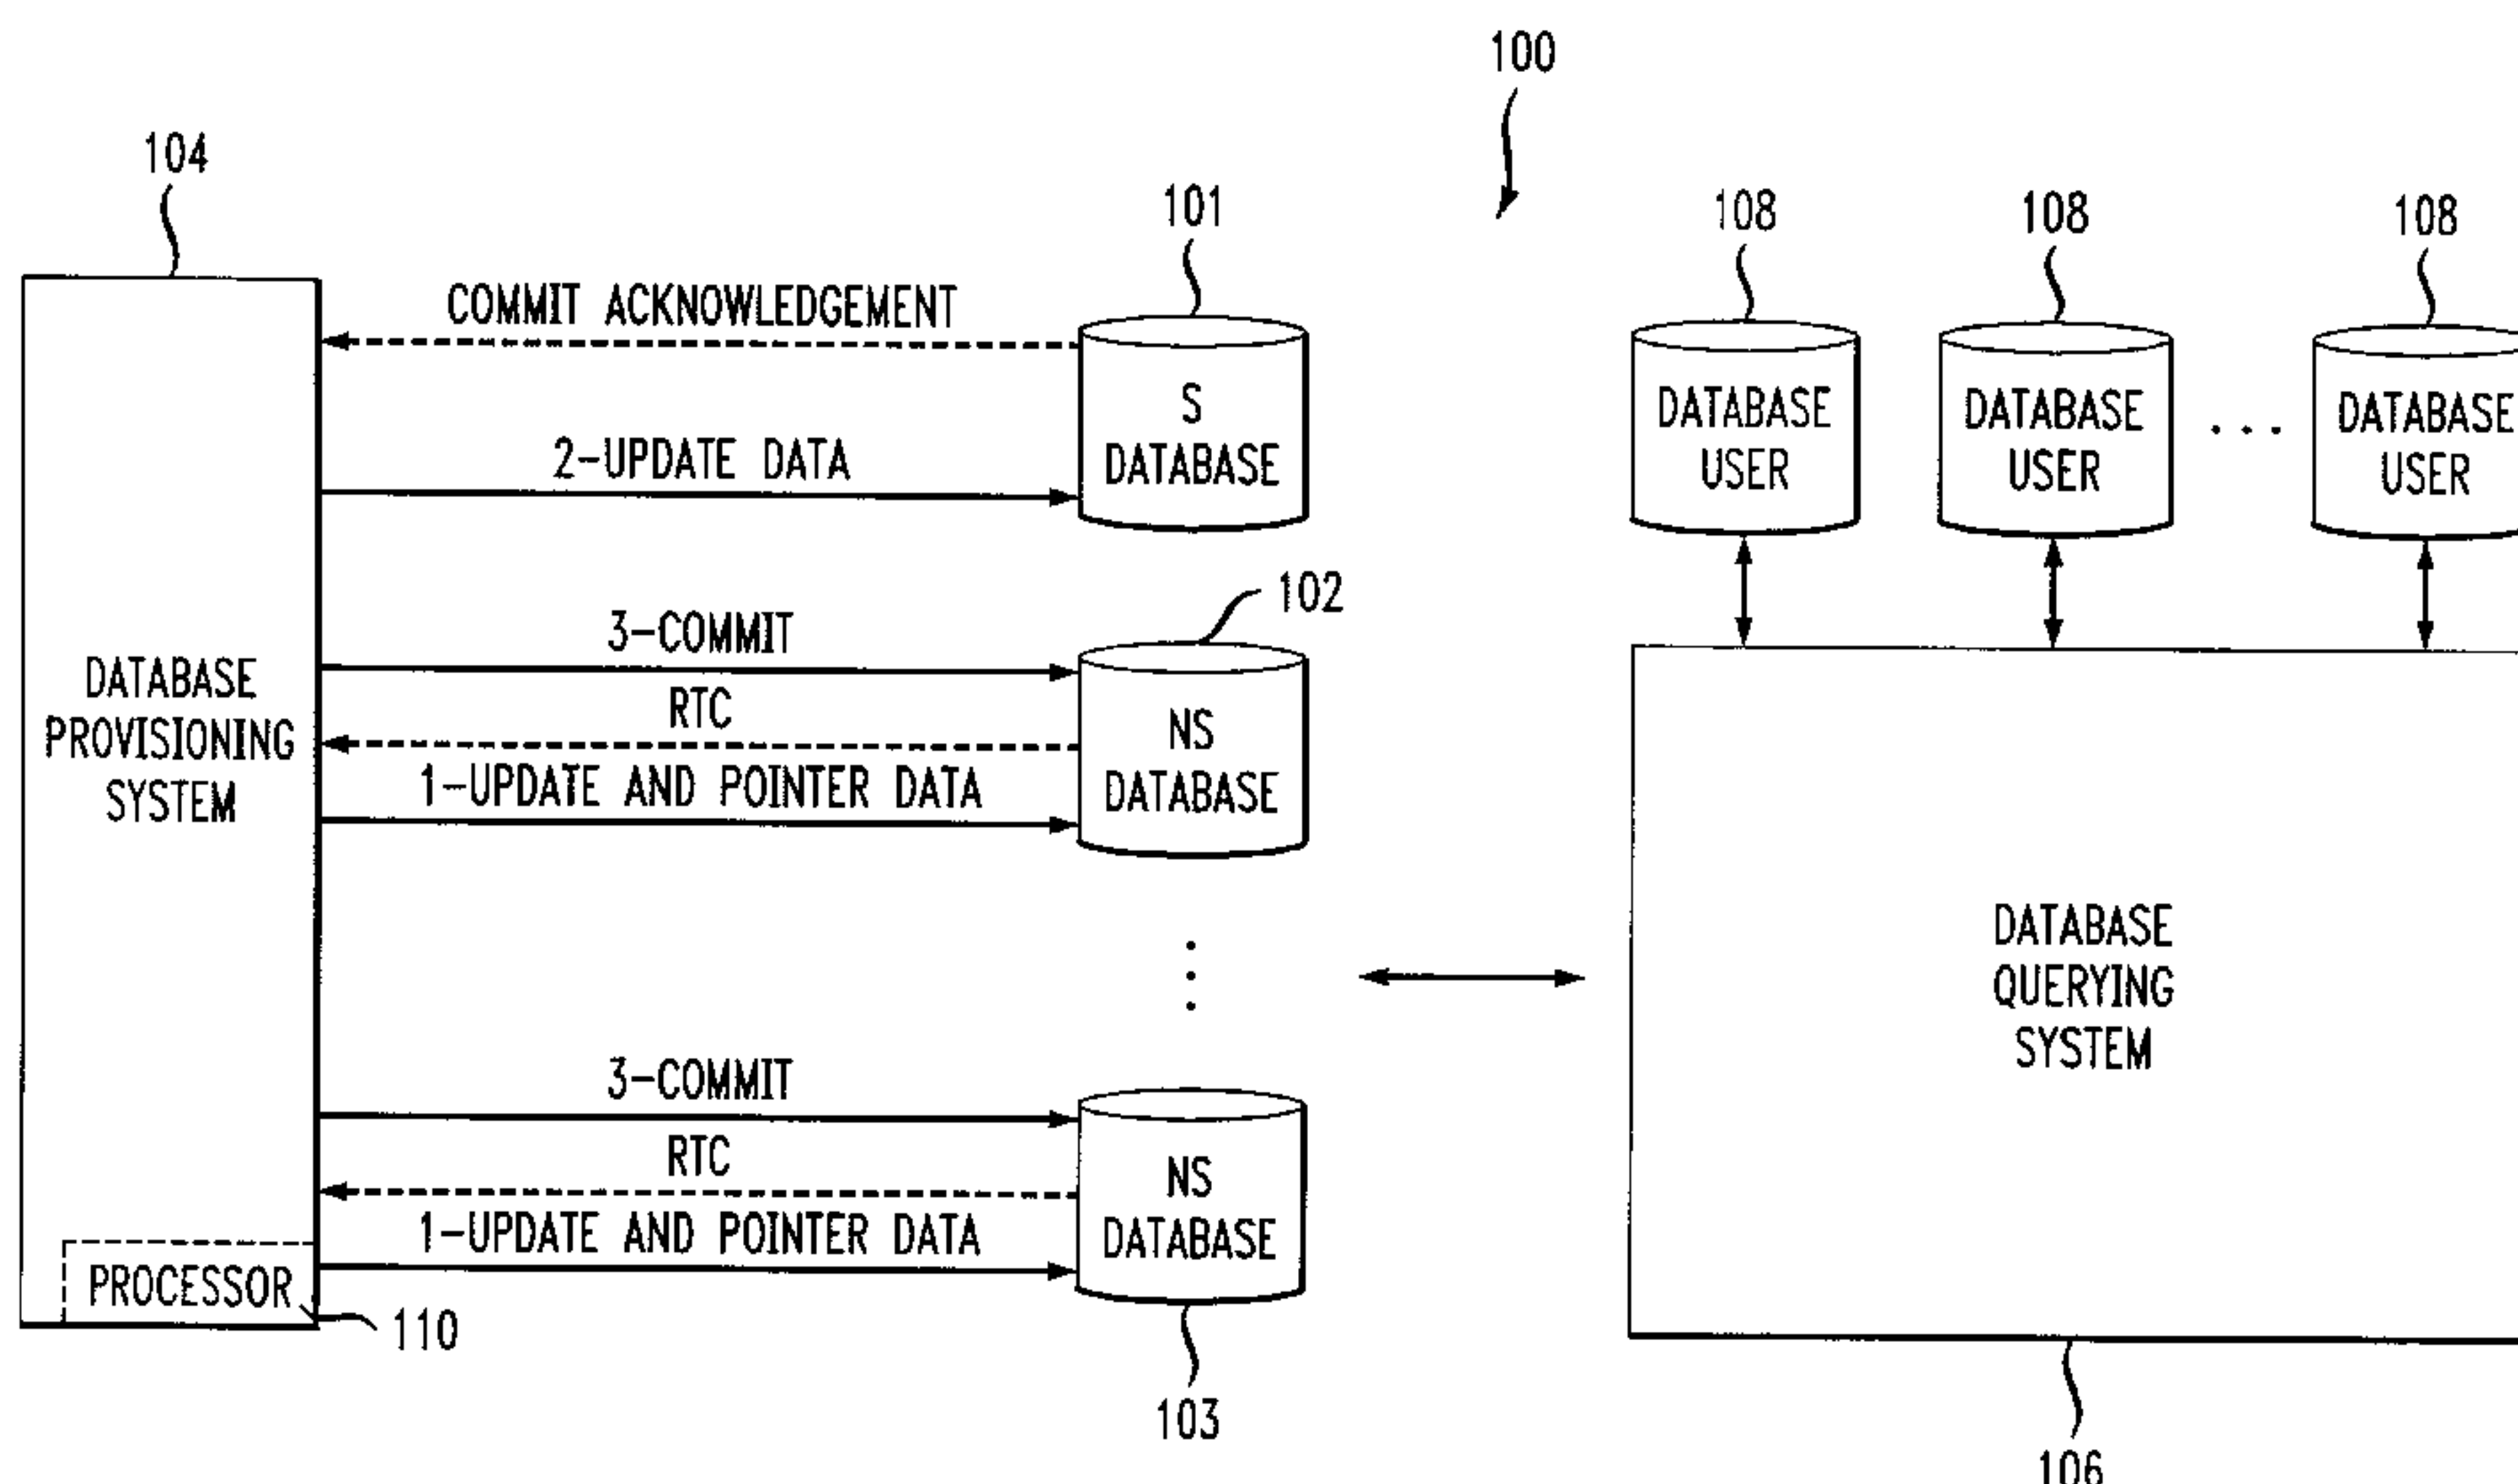 100
104
101
108
108
108
COMMIT ACKNOWLEDGEMENT
S
DATABASE
2-UPDATE DATA
DATABASE
USER
DATABASE
USER
...
DATABASE
USER
102
3-COMMIT
RTC
1-UPDATE AND POINTER DATA
NS
DATABASE
DATABASE
PROVISIONING
SYSTEM
DATABASE
QUERYING
SYSTEM
3-COMMIT
RTC
1-UPDATE AND POINTER DATA
NS
DATABASE
PROCESSOR
110
103
106